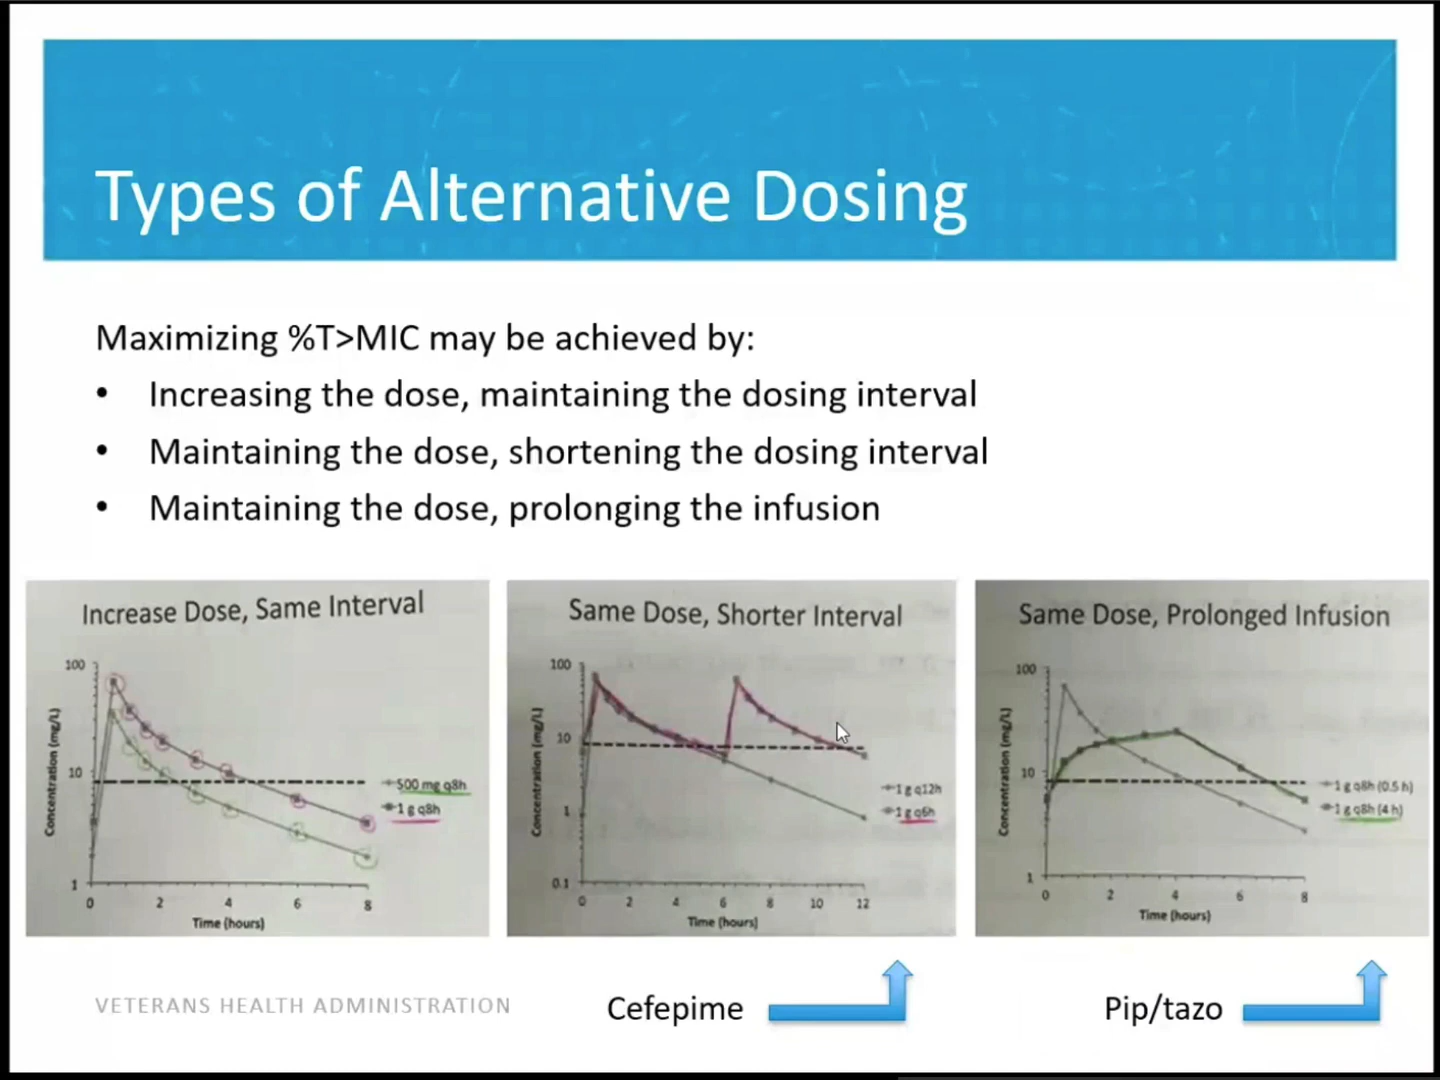 Types of Alternative Dosing
Maximizing %T>MIC may be achieved by:
• Increasing the dose, maintaining the dosing interval
• Maintaining the dose, shortening the dosing interval
• Maintaining the dose, prolonging the infusion
Increase Dose, Same Interval
Concentration (mg/L)
100
10
1
0 2 4 6 8
Time (hours)
500 mg q8h
1 g q8h
Same Dose, Shorter Interval
Concentration (mg/L)
100
10
1
0.1
0 2 4 6 8 10 12
Time (hours)
1 g q12h
1 g q6h
Same Dose, Prolonged Infusion
Concentration (mg/L)
100
10
1
0 2 4 6 8
Time (hours)
1 g q8h (0.5 h)
1 g q8h (4 h)
VETERANS HEALTH ADMINISTRATION
Cefepime
Pip/tazo